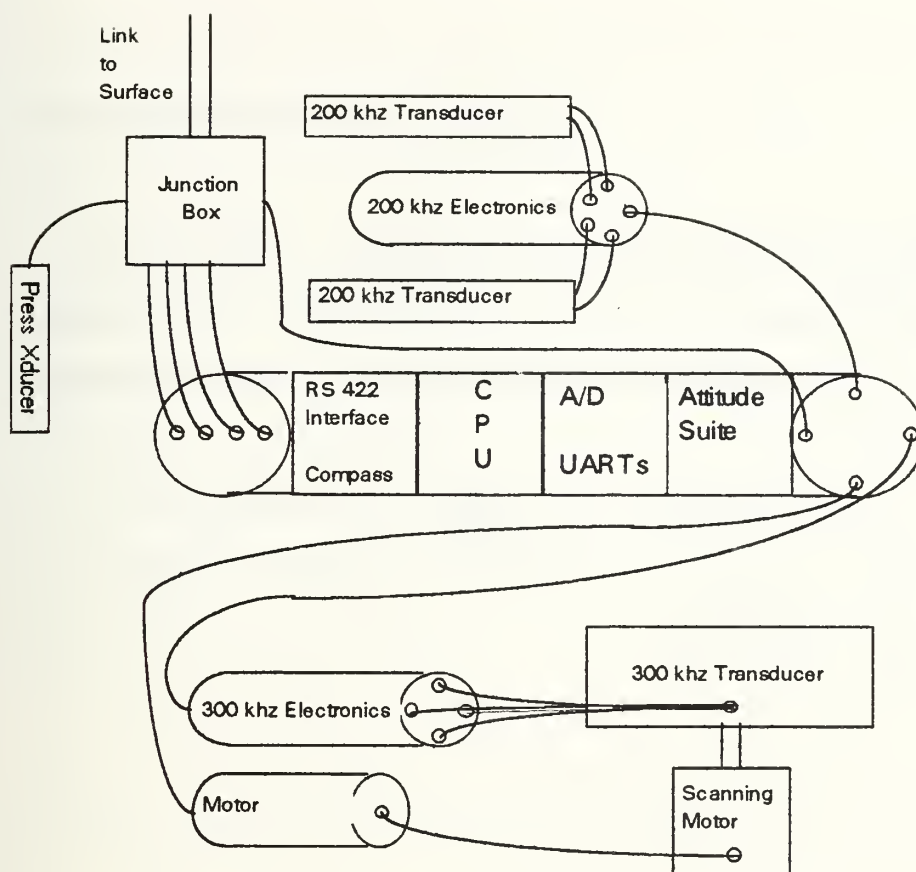 Link
to
Surface
200 khz Transducer
Junction
Box
200 khz Electronics
200 khz Transducer
Press Xducer
RS 422
Interface
Compass
C
P
U
A/D
UARTs
Attitude
Suite
300 khz Transducer
300 khz Electronics
Motor
Scanning
Motor